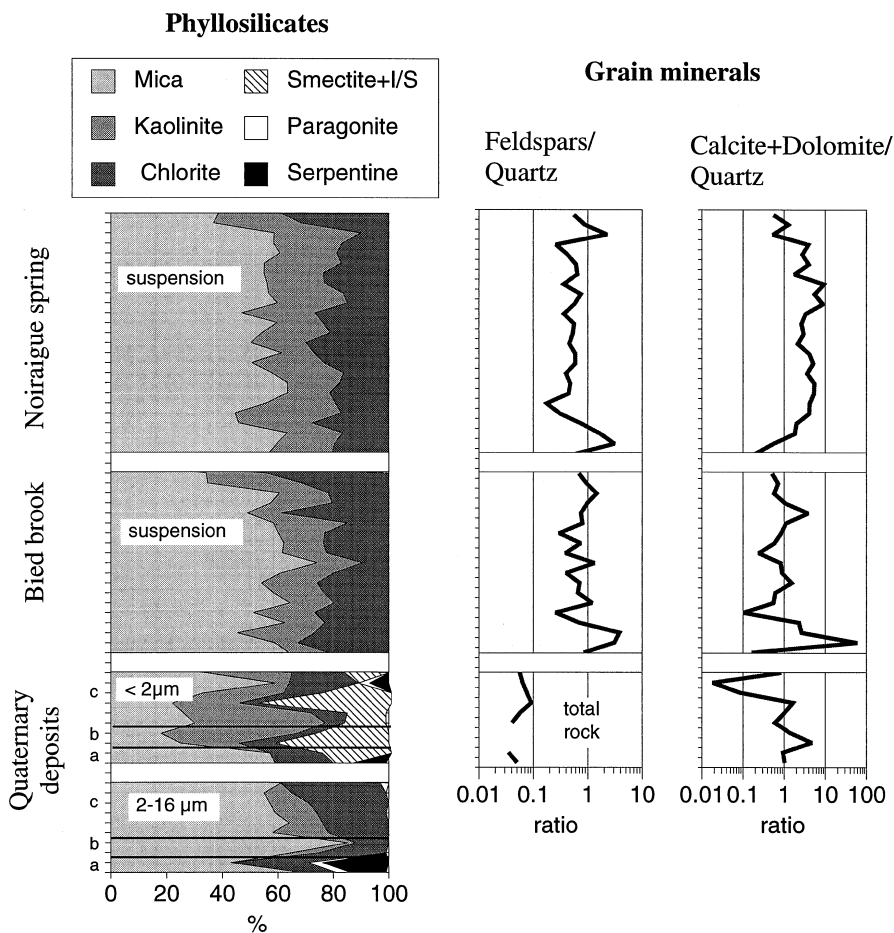 Phyllosilicates
Mica
Smectite+I/S
Kaolinite
Paragonite
Chlorite
Serpentine
Grain minerals
Feldspars/
Quartz
Calcite+Dolomite/
Quartz
Noiraigue spring
suspension
Bied brook
suspension
Quaternary
deposits
c
< 2µm
b
a
total
rock
c
2-16 µm
b
a
0 20 40 60 80 100
%
0.01 0.1 1 10
ratio
0.01 0.1 1 10 100
ratio